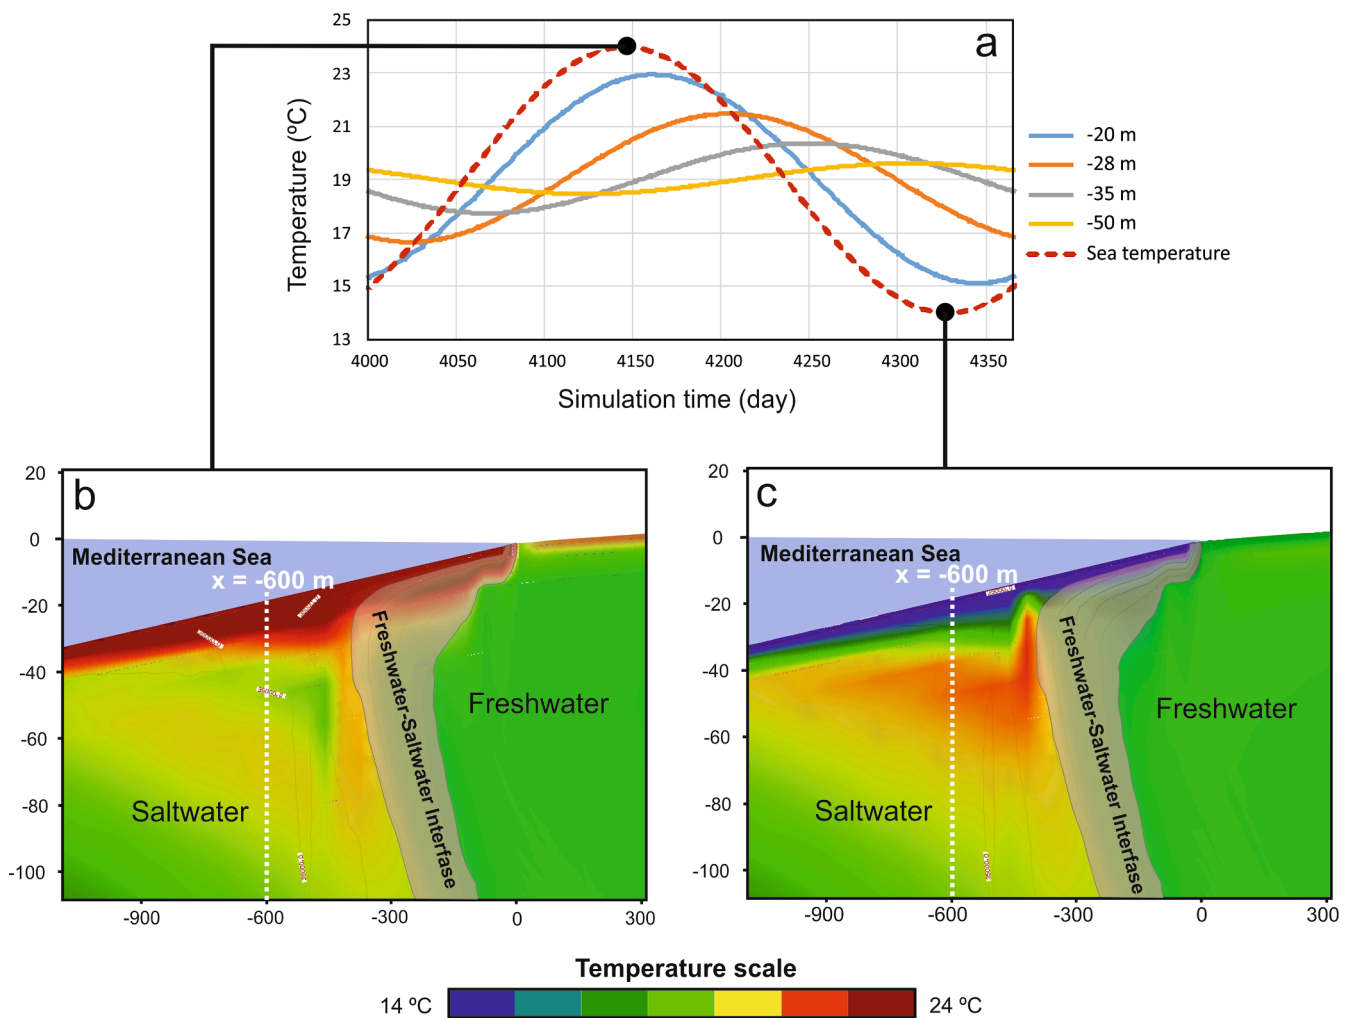 a
25
23
21
19
17
15
13
Temperature (ºC)
4000 4050 4100 4150 4200 4250 4300 4350
Simulation time (day)
-20 m
-28 m
-35 m
-50 m
Sea temperature
b
20
0
-20
-40
-60
-80
-100
Mediterranean Sea
x = -600 m
Freshwater-Saltwater Interfase
Freshwater
Saltwater
-900 -600 -300 0 300
c
20
0
-20
-40
-60
-80
-100
Mediterranean Sea
x = -600 m
Freshwater-Saltwater Interfase
Freshwater
Saltwater
-900 -600 -300 0 300
Temperature scale
14 ºC
24 ºC